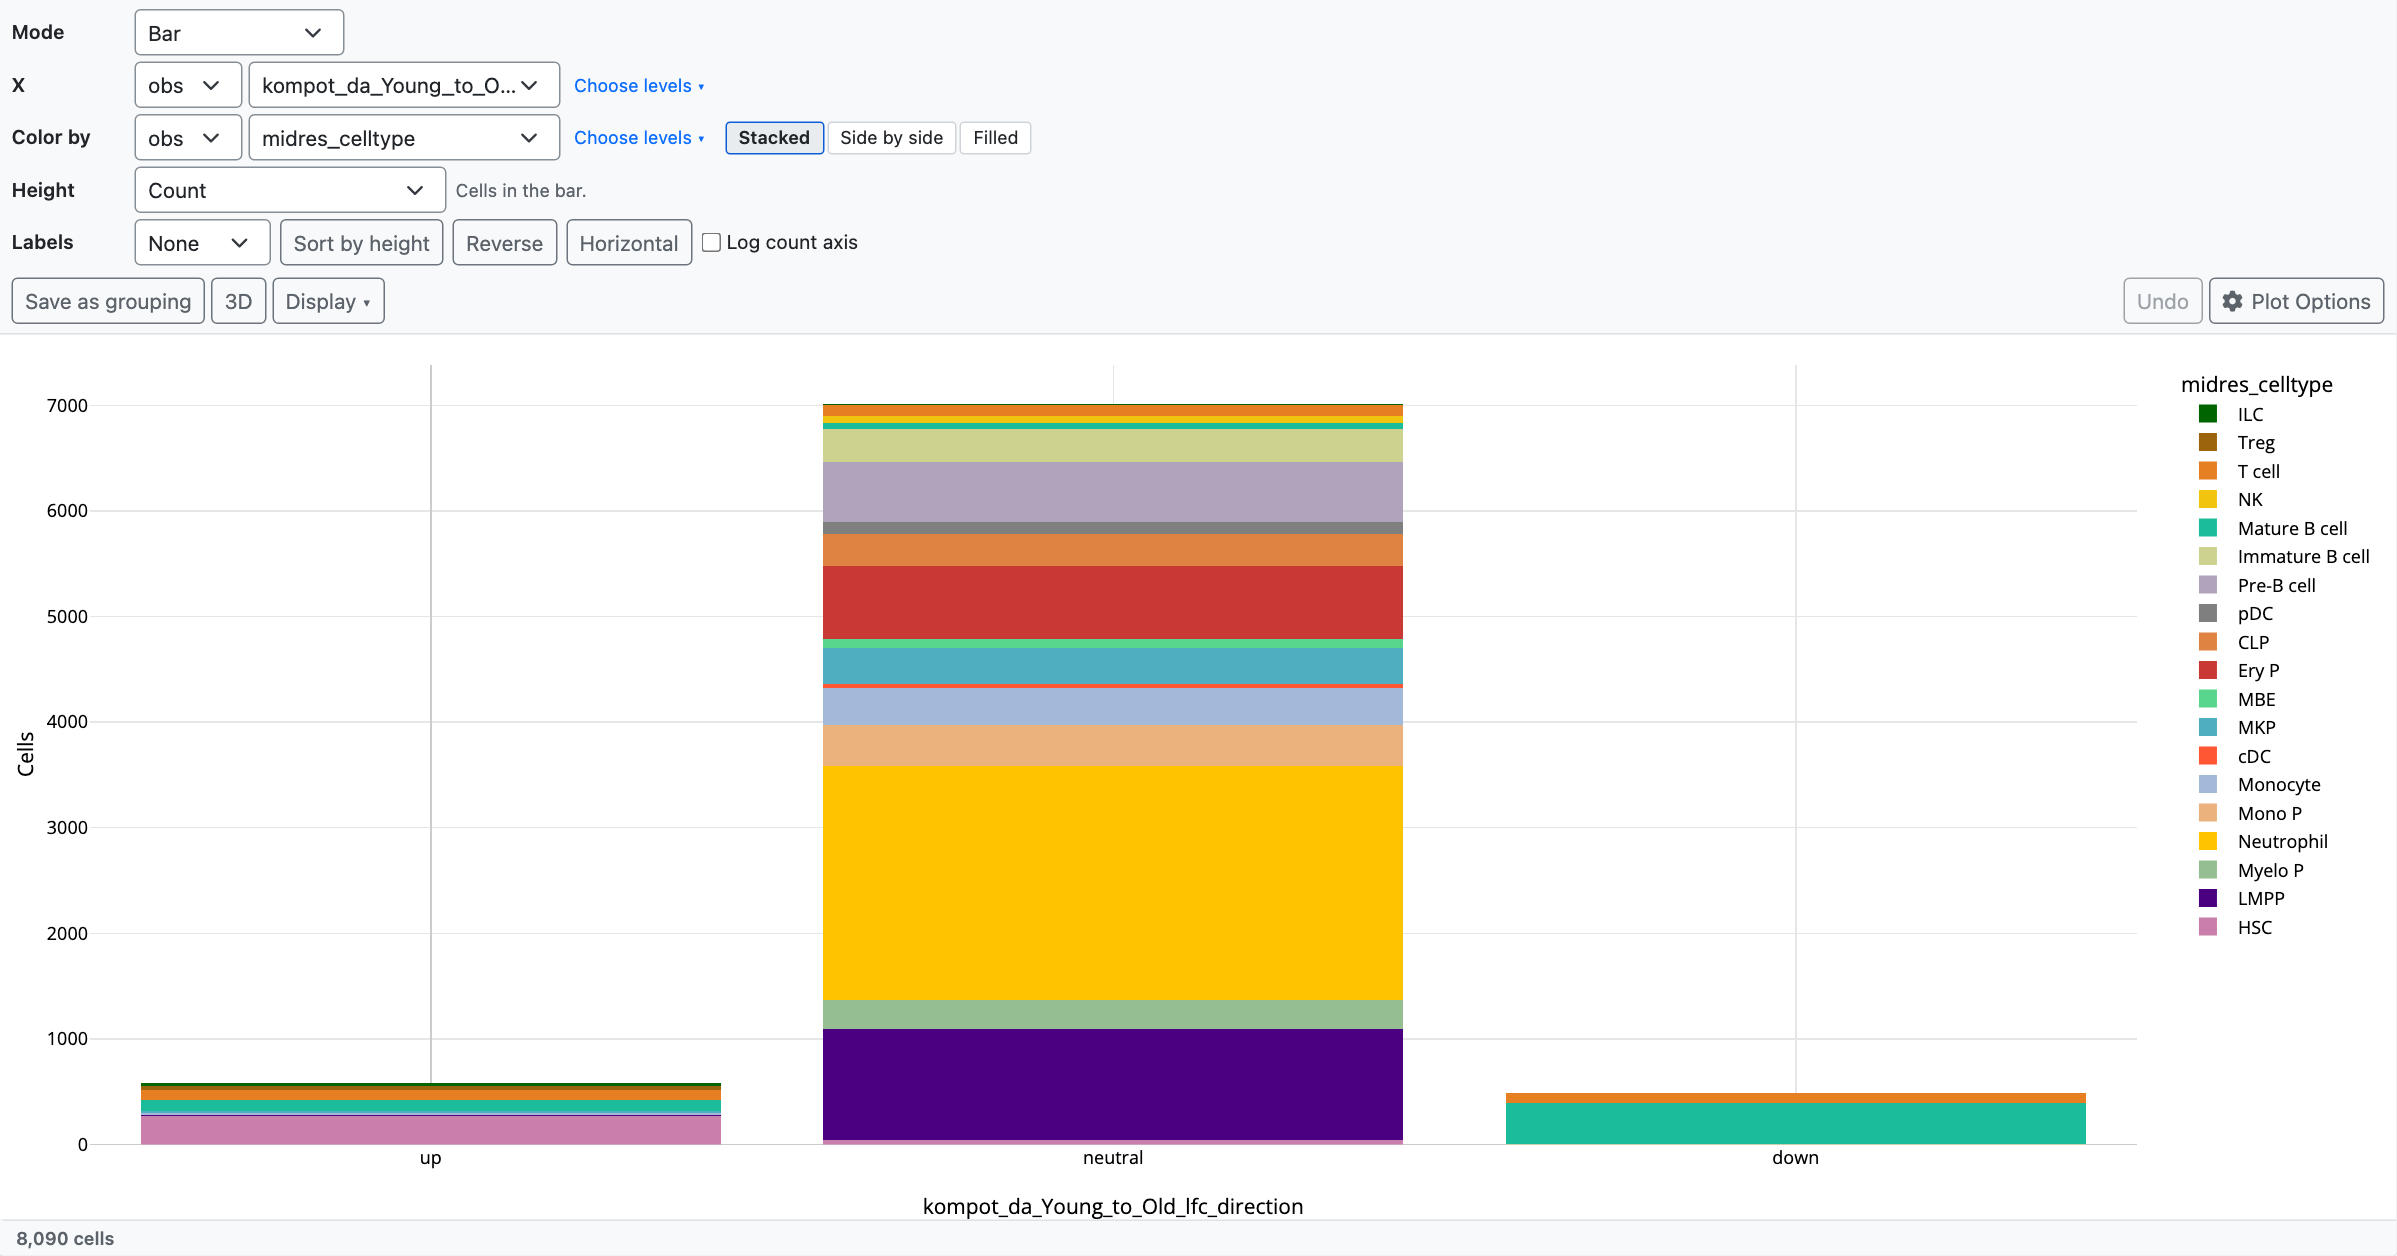 Mode Bar
X obs kompot_da_Young_to_O... Choose levels ▾
Color by obs midres_celltype Choose levels ▾ Stacked Side by side Filled
Height Count Cells in the bar.
Labels None Sort by height Reverse Horizontal Log count axis
Save as grouping 3D Display ▾ Undo Plot Options
midres_celltype
ILC
Treg
T cell
NK
Mature B cell
Immature B cell
Pre-B cell
pDC
CLP
Ery P
MBE
MKP
cDC
Monocyte
Mono P
Neutrophil
Myelo P
LMPP
HSC
7000
6000
5000
4000
3000
2000
1000
0
Cells
up neutral down
kompot_da_Young_to_Old_lfc_direction
8,090 cells